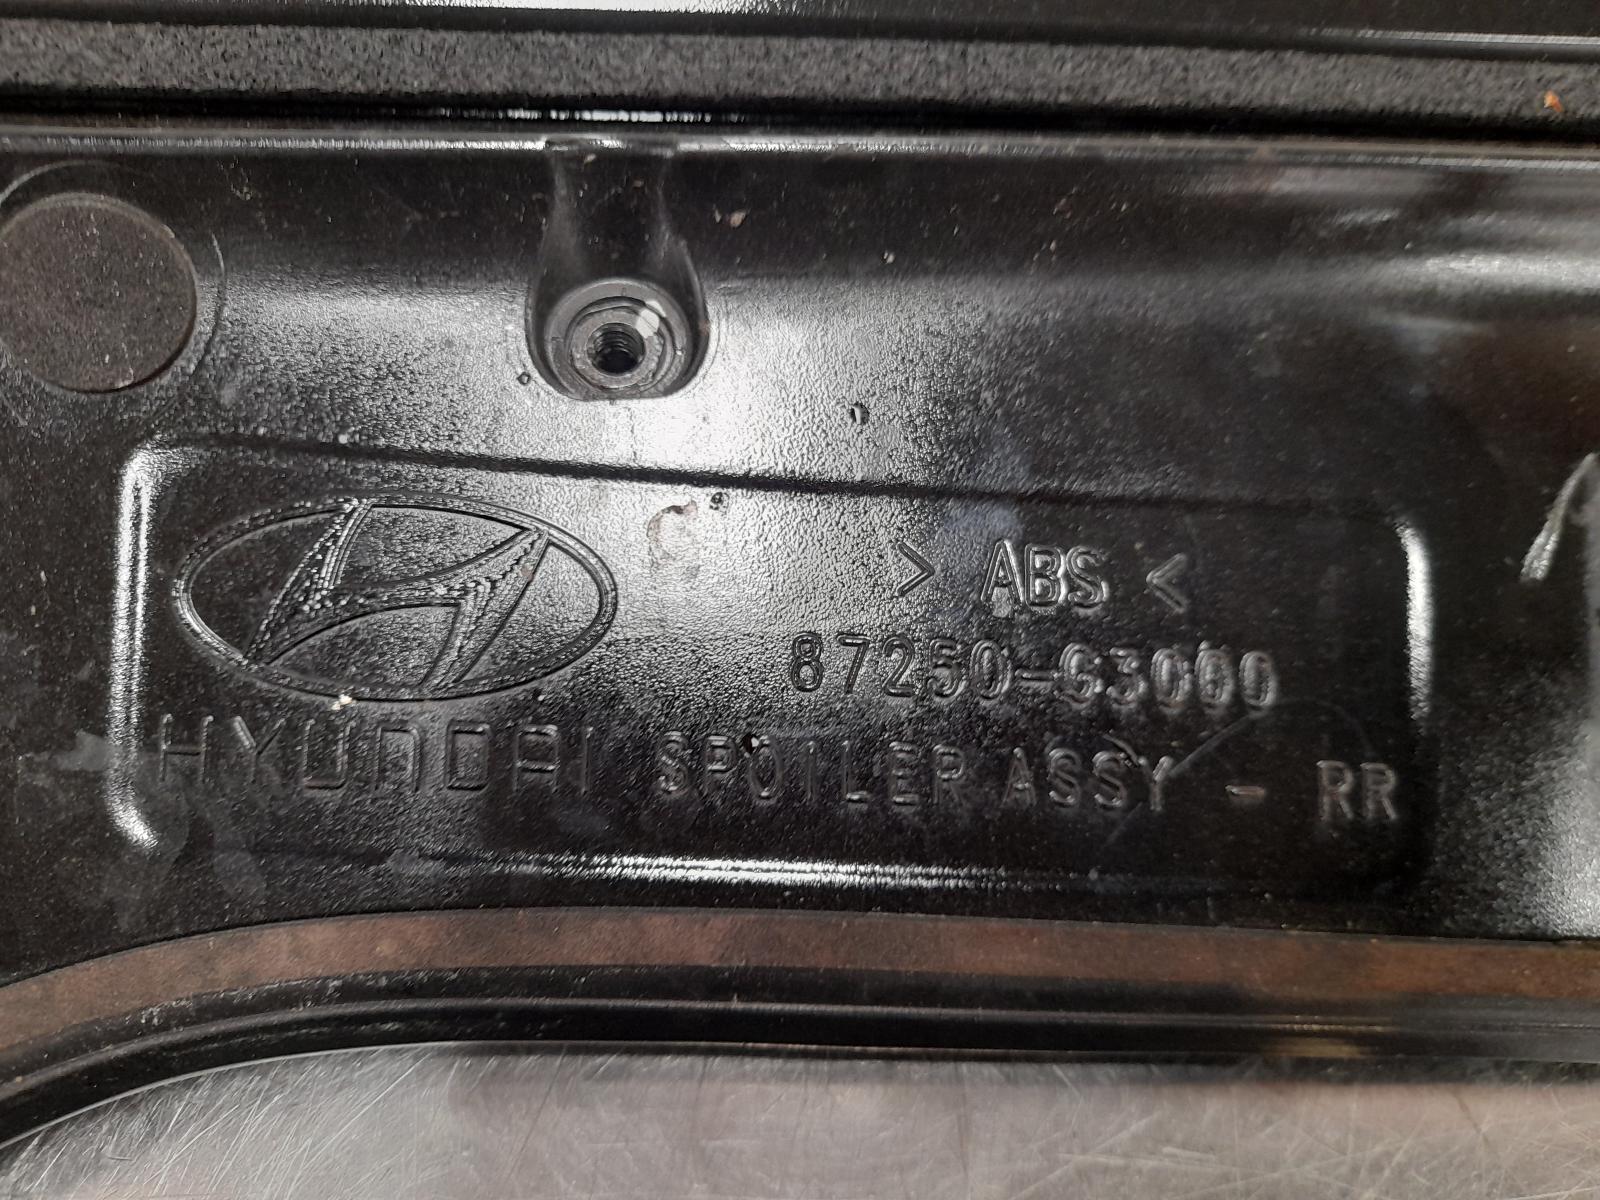 > ABS <
87250-G3000
HYUNDAI SPOILER ASSY - RR